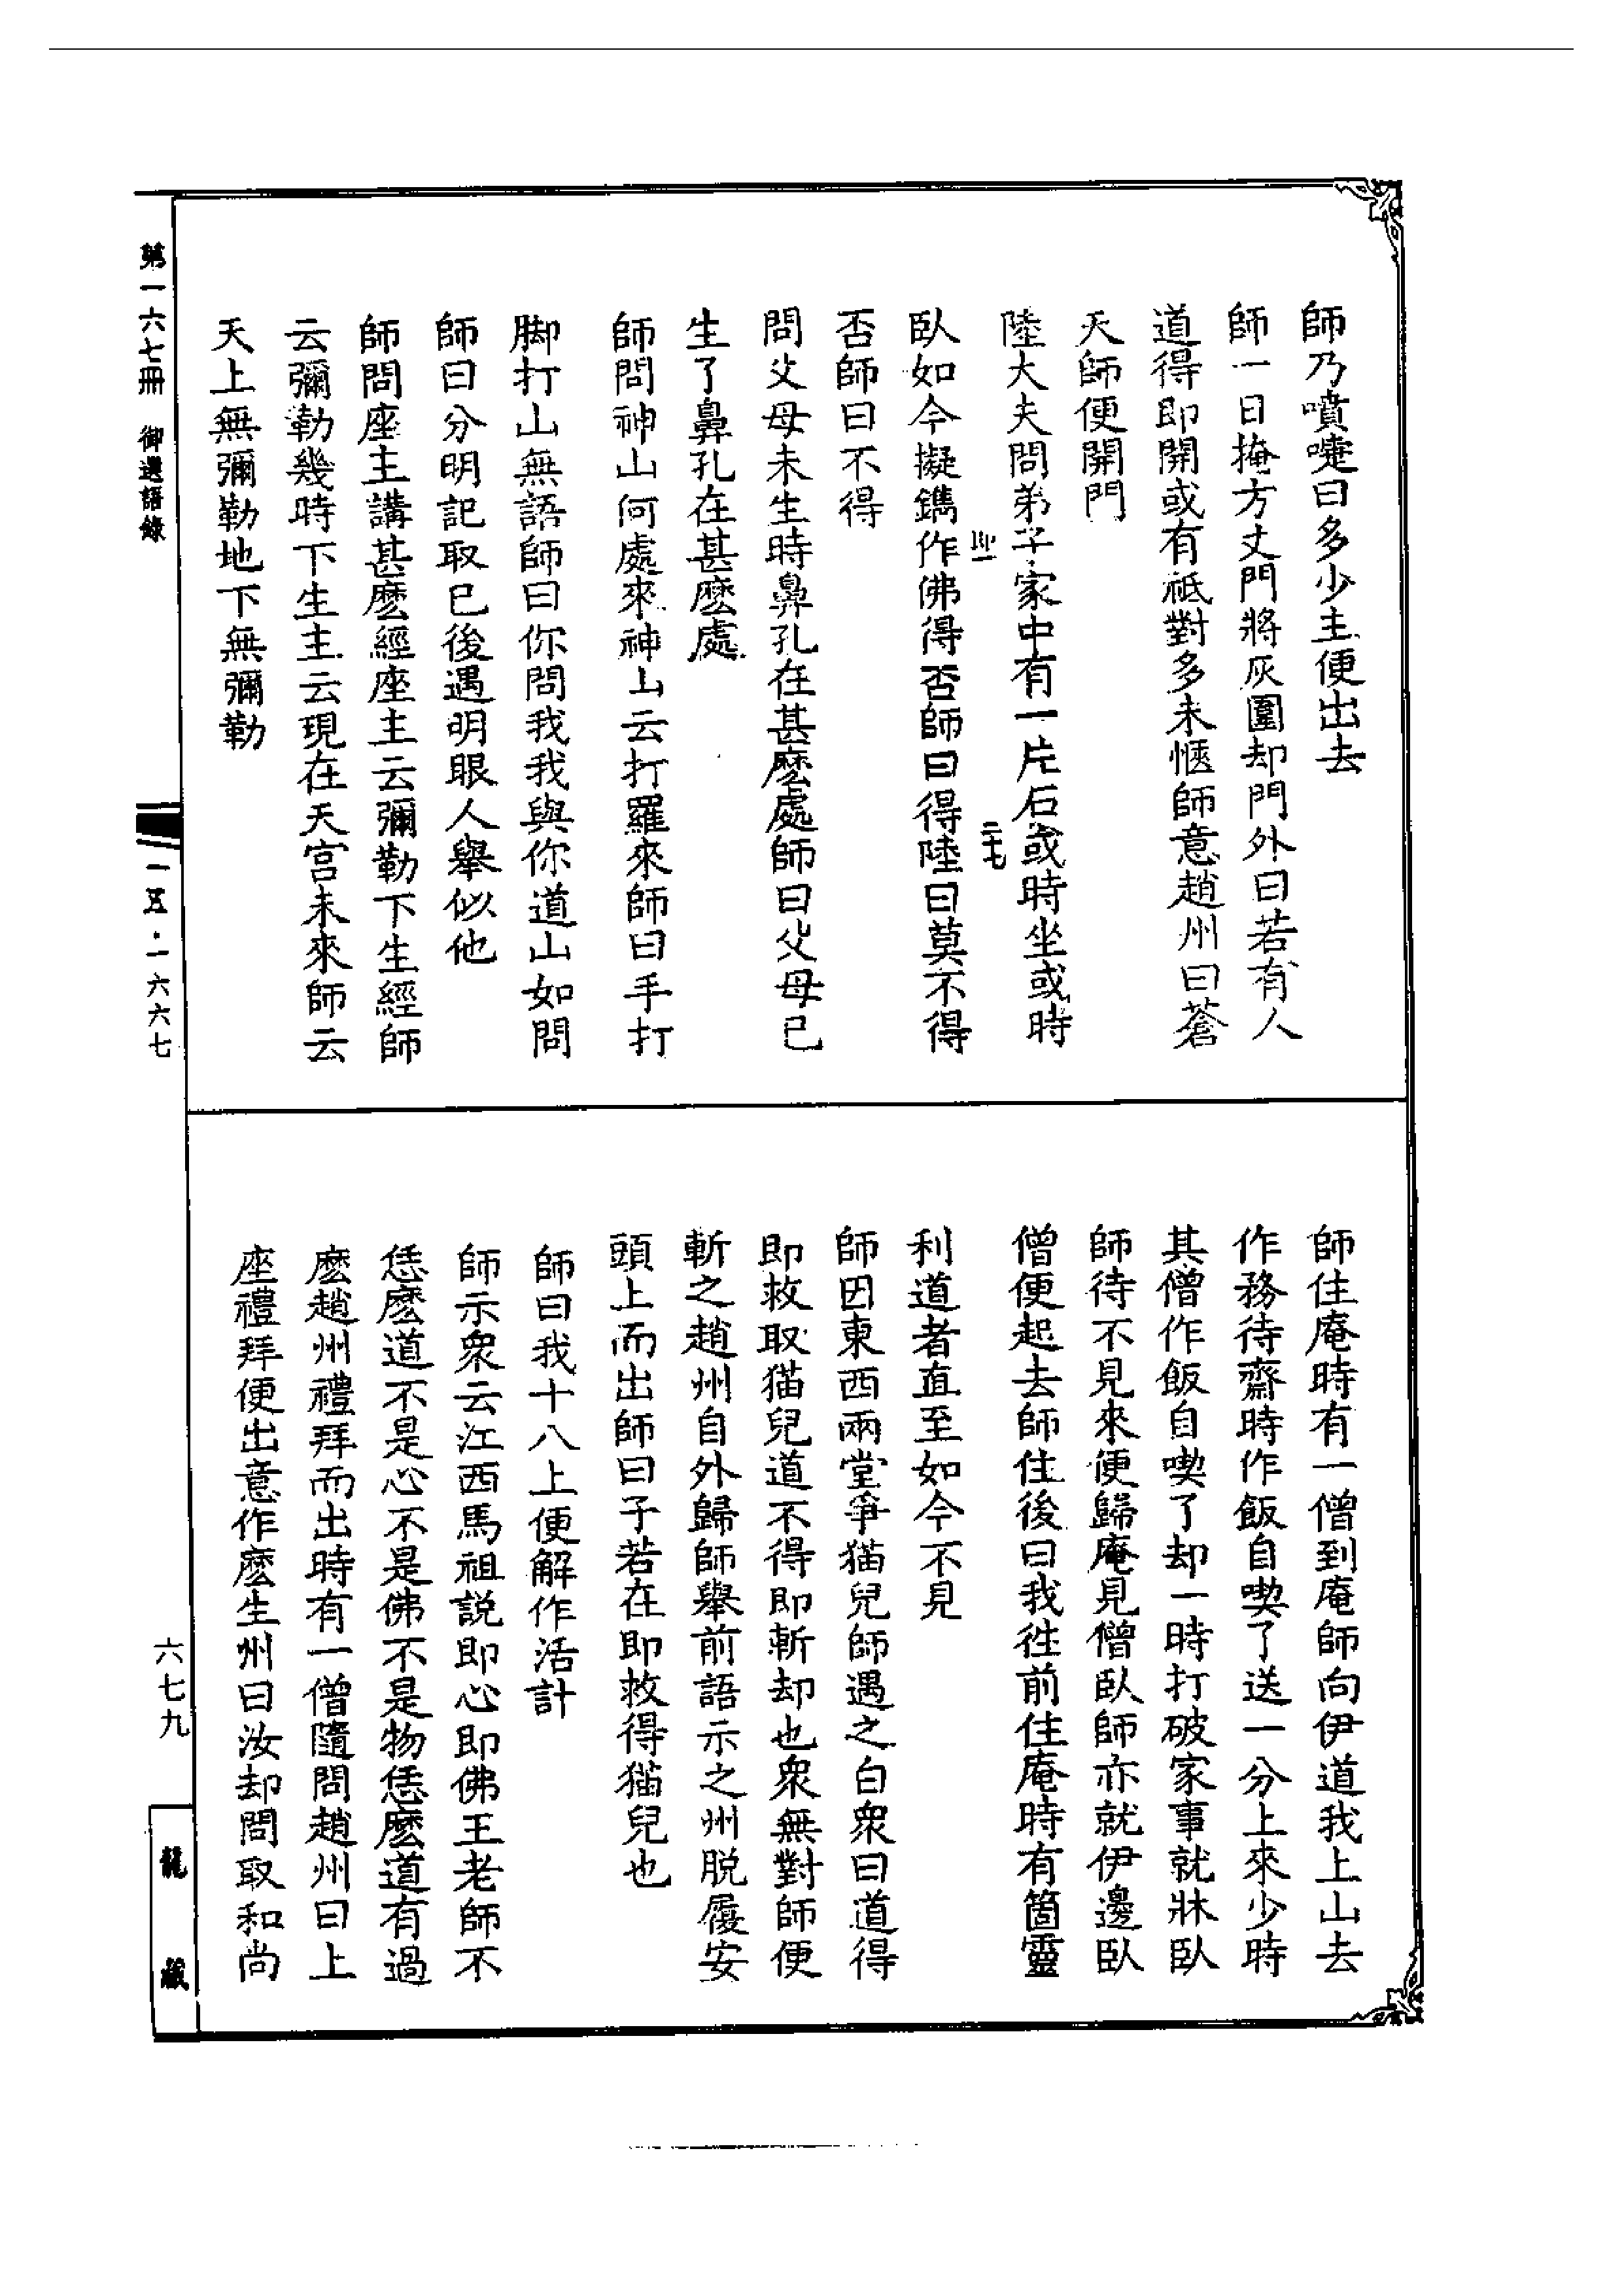 師乃噴嚏曰多少主便出去
師一日掩方丈門將灰圍却門外曰若有人
道得即開或有祇對多未愜師意趙州曰蒼
天師便開門
陸大夫問弟子家中有一片石或時坐或時
臥如今擬鐫作佛得否師曰得陸曰莫不得
否師曰不得
問父母未生時鼻孔在甚麽處師曰父母已
生了鼻孔在甚麽處
師問神山何處來神山云打羅來師曰手打
脚打山無語師曰你問我我與你道山如問
師曰分明記取已後遇明眼人舉似他
師問座主講甚麽經座主云彌勒下生經師
云彌勒幾時下生主云現在天宮未來師云
天上無彌勒地下無彌勒
二十七
師住庵時有一僧到庵師向伊道我上山去
作務待齋時作飯自喫了送一分上來少時
其僧作飯自喫了却一時打破家事就牀臥
師待不見來便歸庵見僧臥師亦就伊邊臥
僧便起去師住後曰我往前住庵時有箇靈
利道者直至如今不見
師因東西兩堂爭猫兒師遇之白衆曰道得
即救取猫兒道不得即斬却也衆無對師便
斬之趙州自外歸師舉前語示之州脫履安
頭上而出師曰子若在即救得猫兒也
師曰我十八上便解作活計
師示衆云江西馬祖説即心即佛王老師不
恁麽道不是心不是佛不是物恁麽道有過
麽趙州禮拜而出時有一僧隨問趙州曰上
座禮拜便出意作麽生州曰汝却問取和尚
第一六七冊　御選語錄
一五·一六六七
六七九
龍藏